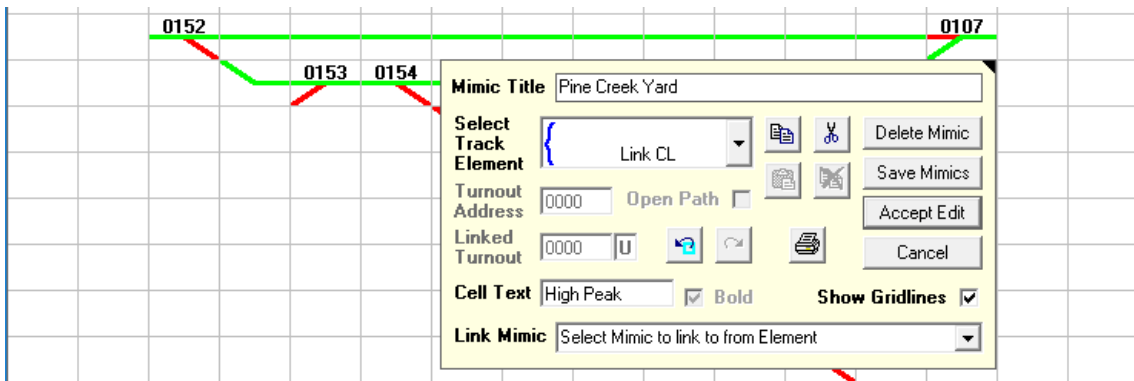 0152
0107
0153
0154
Mimic Title Pine Creek Yard
Select
Track
Element
{ Link CL
Delete Mimic
Save Mimics
Turnout
Address
0000
Open Path
Accept Edit
Linked
Turnout
0000
U
Cancel
Cell Text High Peak
Bold
Show Gridlines
Link Mimic Select Mimic to link to from Element